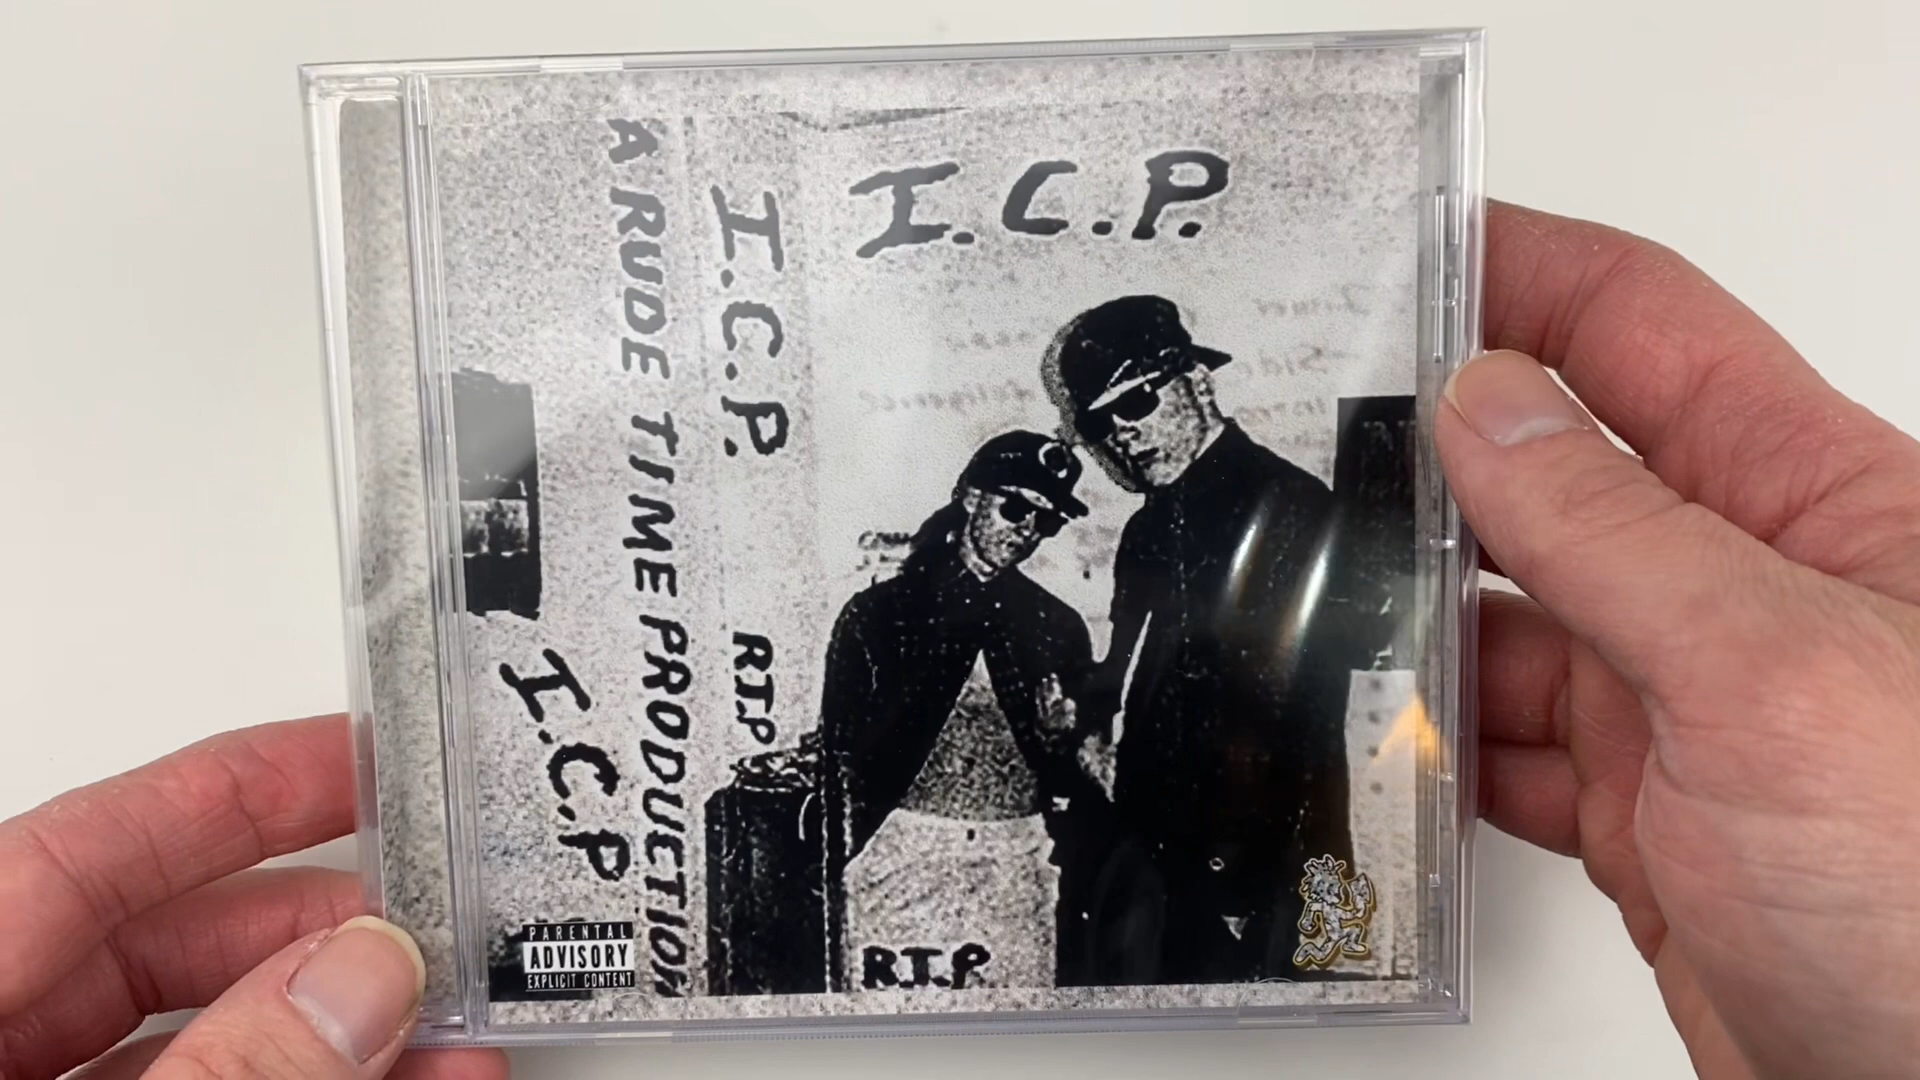 I.C.P.
A RUDE TIME PRODUCTION
I.C.P.
R.I.P
I.C.P
R.I.P
PARENTAL
ADVISORY
EXPLICIT CONTENT